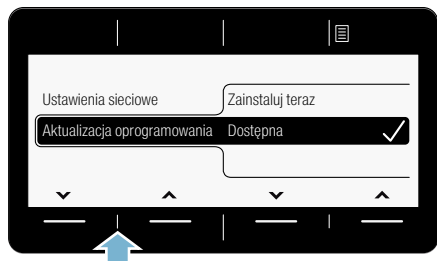 Ustawienia sieciowe
Zainstaluj teraz
Aktualizacja oprogramowania
Dostępna